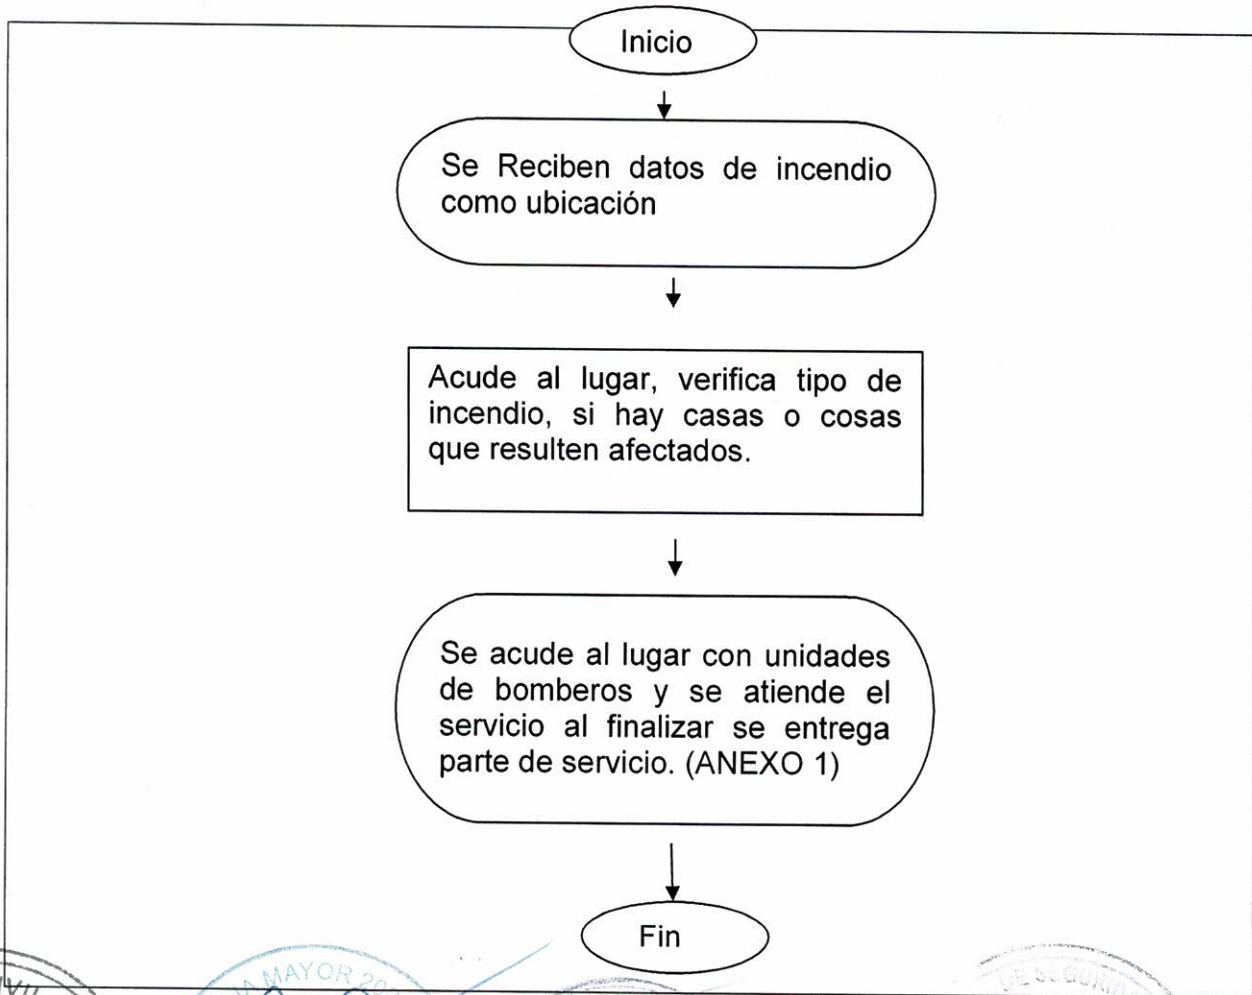 Inicio
Se Reciben datos de incendio
como ubicación
Acude al lugar, verifica tipo de
incendio, si hay casas o cosas
que resulten afectados.
Se acude al lugar con unidades
de bomberos y se atiende el
servicio al finalizar se entrega
parte de servicio. (ANEXO 1)
Fin
MAYOR